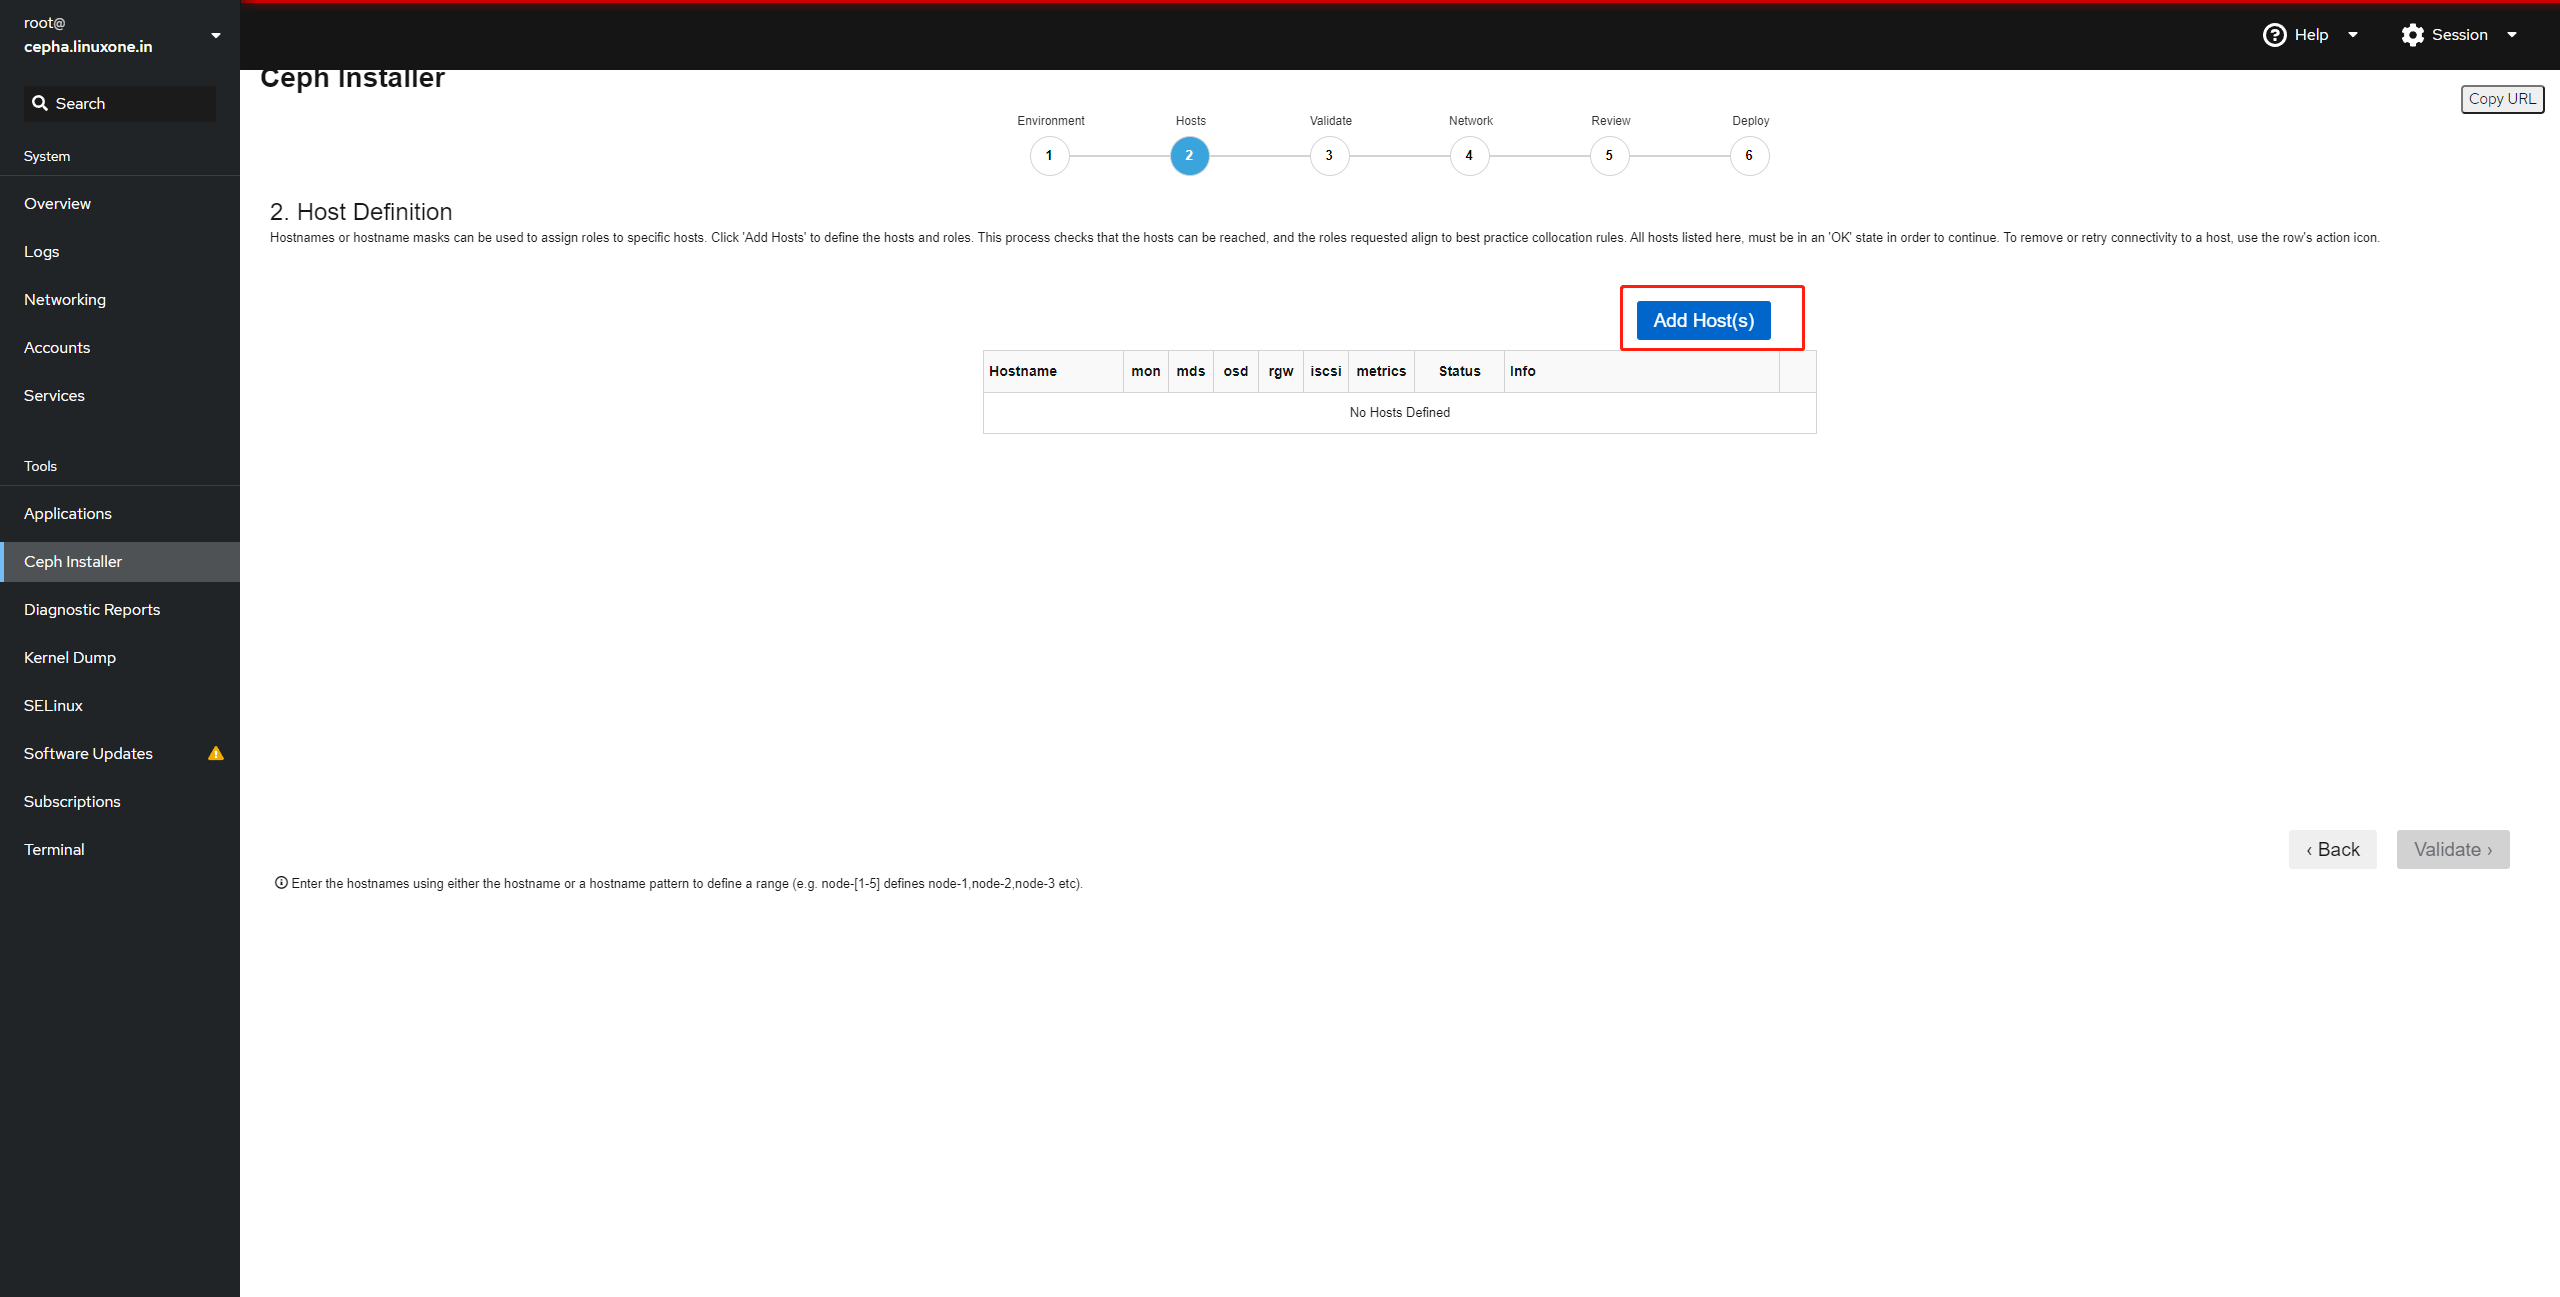 root@
cepha.linuxone.in
Search
System
Overview
Logs
Networking
Accounts
Services
Tools
Applications
Ceph Installer
Diagnostic Reports
Kernel Dump
SELinux
Software Updates
Subscriptions
Terminal
Help
Session
Ceph Installer
Copy URL
Environment Hosts Validate Network Review Deploy
1 2 3 4 5 6
2. Host Definition
Hostnames or hostname masks can be used to assign roles to specific hosts. Click 'Add Hosts' to define the hosts and roles. This process checks that the hosts can be reached, and the roles requested align to best practice collocation rules. All hosts listed here, must be in an 'OK' state in order to continue. To remove or retry connectivity to a host, use the row's action icon.
Add Host(s)
Hostname mon mds osd rgw iscsi metrics Status Info
No Hosts Defined
‹ Back Validate ›
Enter the hostnames using either the hostname or a hostname pattern to define a range (e.g. node-[1-5] defines node-1,node-2,node-3 etc).